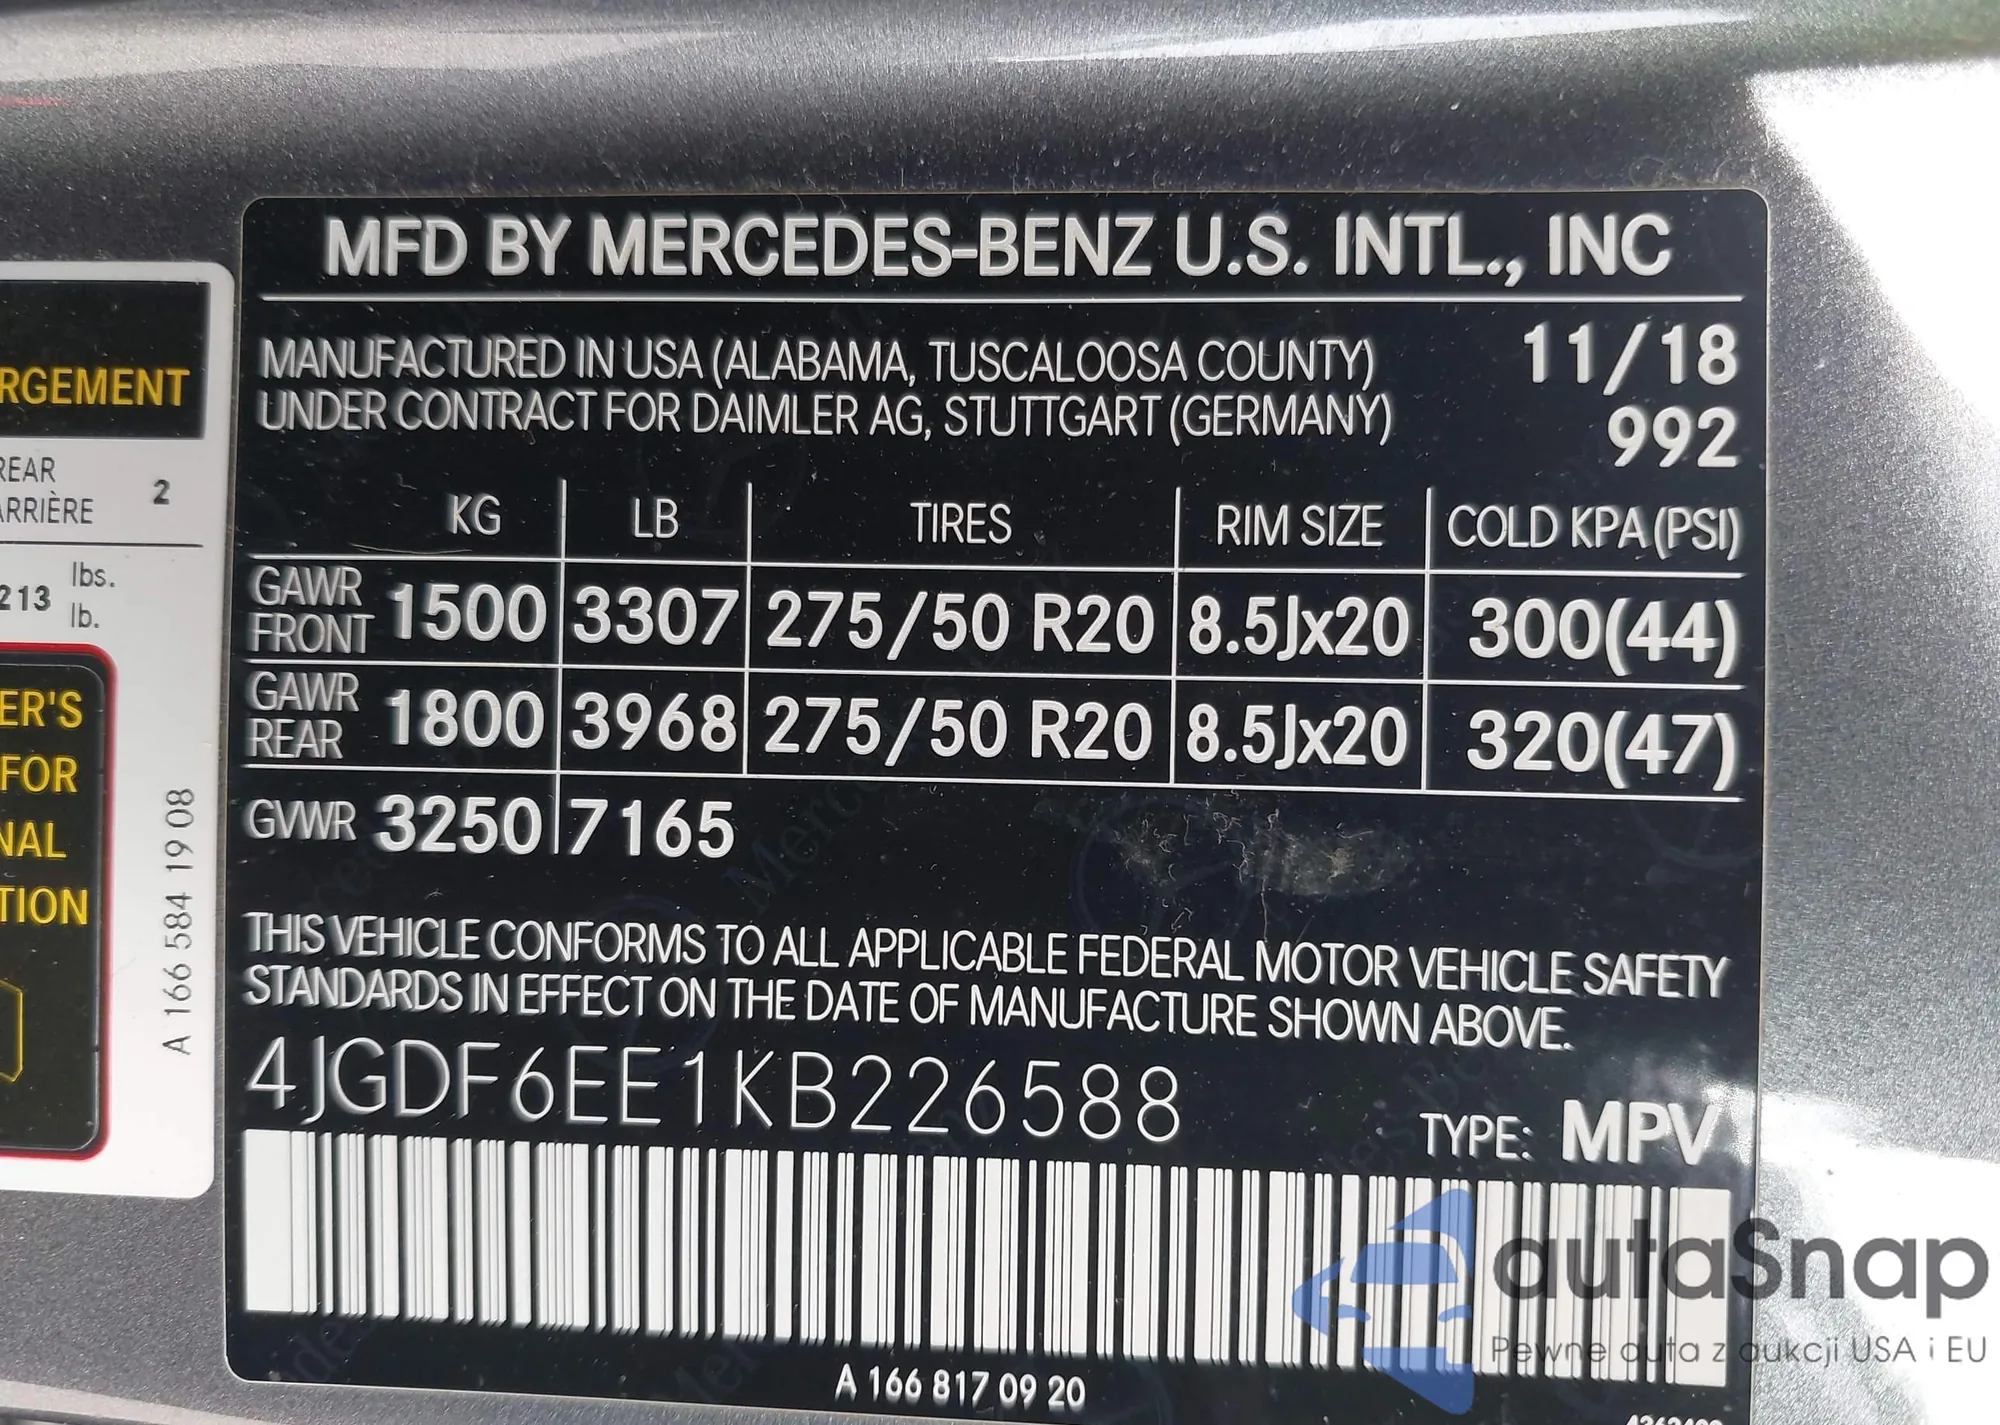 MFD BY MERCEDES-BENZ U.S. INTL., INC
MANUFACTURED IN USA (ALABAMA, TUSCALOOSA COUNTY) 11/18
UNDER CONTRACT FOR DAIMLER AG, STUTTGART (GERMANY) 992
KG LB TIRES RIM SIZE COLD KPA (PSI)
GAWR FRONT 1500 3307 275/50 R20 8.5Jx20 300(44)
GAWR REAR 1800 3968 275/50 R20 8.5Jx20 320(47)
GVWR 3250 7165
THIS VEHICLE CONFORMS TO ALL APPLICABLE FEDERAL MOTOR VEHICLE SAFETY
STANDARDS IN EFFECT ON THE DATE OF MANUFACTURE SHOWN ABOVE.
4JGDF6EE1KB226588
TYPE: MPV
A 166 817 09 20
RGEMENT
REAR
ARRIÈRE 2
213 lbs.
lb.
ER'S
FOR
NAL
TION
A 166 584 19 08
autaSnap
Pewne auta z aukcji USA i EU